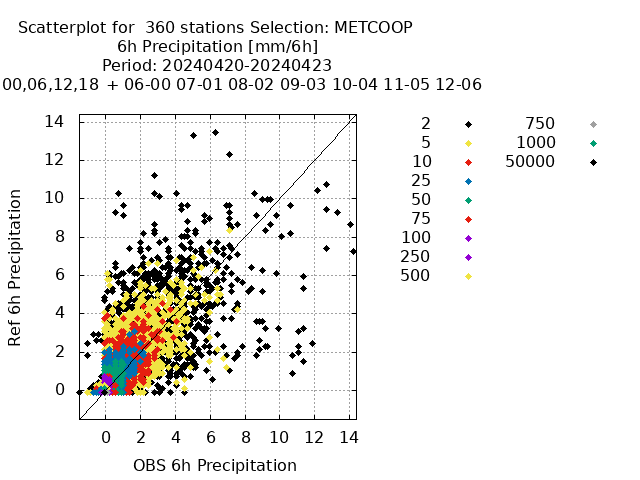 Scatterplot for  360 stations Selection: METCOOP
6h Precipitation [mm/6h]
Period: 20240420-20240423
00,06,12,18 + 06-00 07-01 08-02 09-03 10-04 11-05 12-06
Ref 6h Precipitation
14
12
10
8
6
4
2
0
0 2 4 6 8 10 12 14
OBS 6h Precipitation
2
5
10
25
50
75
100
250
500
750
1000
50000